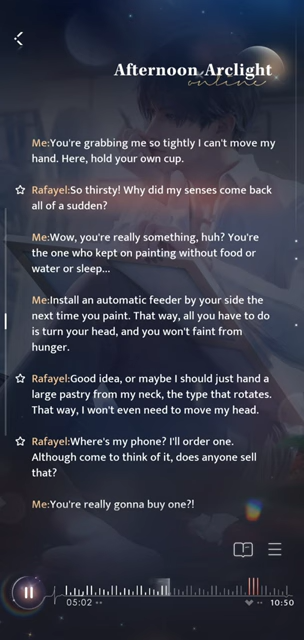 Afternoon Arclight
online
Me:You're grabbing me so tightly I can't move my
hand. Here, hold your own cup.
Rafayel:So thirsty! Why did my senses come back
all of a sudden?
Me:Wow, you're really something, huh? You're
the one who kept on painting without food or
water or sleep...
Me:Install an automatic feeder by your side the
next time you paint. That way, all you have to
do is turn your head, and you won't faint from
hunger.
Rafayel:Good idea, or maybe I should just hand a
large pastry from my neck, the type that rotates.
That way, I won't even need to move my head.
Rafayel:Where's my phone? I'll order one.
Although come to think of it, does anyone sell
that?
Me:You're really gonna buy one?!
05:02
10:50